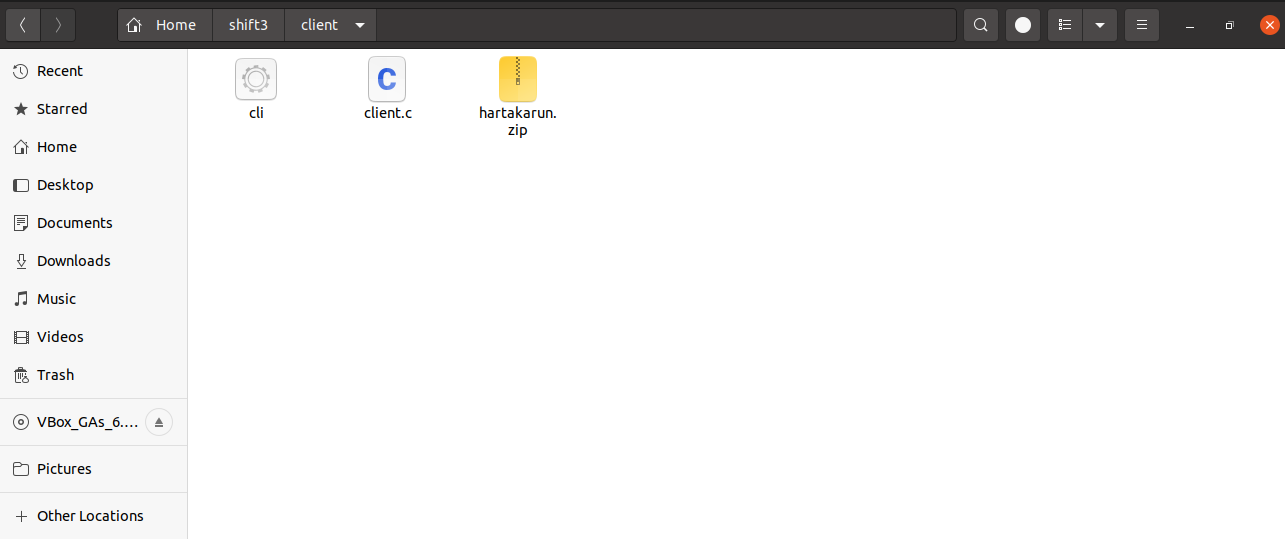 Home
shift3
client
Recent
Starred
Home
Desktop
Documents
Downloads
Music
Videos
Trash
VBox_GAs_6....
Pictures
Other Locations
cli
C
client.c
hartakarun.
zip